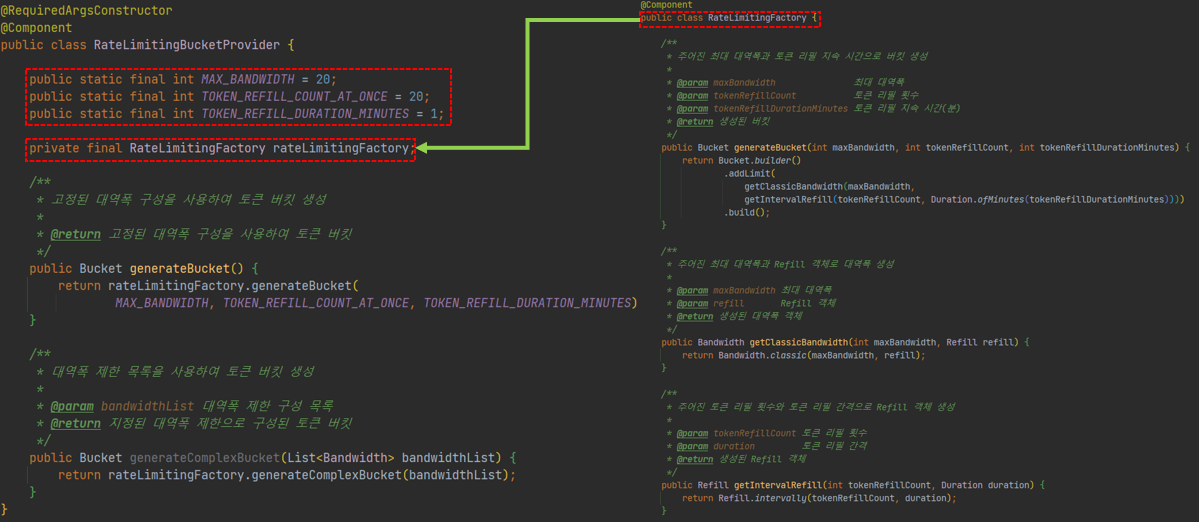 @RequiredArgsConstructor
@Component
public class RateLimitingBucketProvider {
public static final int MAX_BANDWIDTH = 20;
public static final int TOKEN_REFILL_COUNT_AT_ONCE = 20;
public static final int TOKEN_REFILL_DURATION_MINUTES = 1;
private final RateLimitingFactory rateLimitingFactory;
/**
* 고정된 대역폭 구성을 사용하여 토큰 버킷 생성
*
* @return 고정된 대역폭 구성을 사용하여 토큰 버킷
*/
public Bucket generateBucket() {
return rateLimitingFactory.generateBucket(
MAX_BANDWIDTH, TOKEN_REFILL_COUNT_AT_ONCE, TOKEN_REFILL_DURATION_MINUTES)
}
/**
* 대역폭 제한 목록을 사용하여 토큰 버킷 생성
*
* @param bandwidthList 대역폭 제한 구성 목록
* @return 지정된 대역폭 제한으로 구성된 토큰 버킷
*/
public Bucket generateComplexBucket(List<Bandwidth> bandwidthList) {
return rateLimitingFactory.generateComplexBucket(bandwidthList);
}
}
@Component
public class RateLimitingFactory {
/**
* 주어진 최대 대역폭과 토큰 리필 지속 시간으로 버킷 생성
*
* @param maxBandwidth 최대 대역폭
* @param tokenRefillCount 토큰 리필 횟수
* @param tokenRefillDurationMinutes 토큰 리필 지속 시간(분)
* @return 생성된 버킷
*/
public Bucket generateBucket(int maxBandwidth, int tokenRefillCount, int tokenRefillDurationMinutes) {
return Bucket.builder()
.addLimit(
getClassicBandwidth(maxBandwidth,
getIntervalRefill(tokenRefillCount, Duration.ofMinutes(tokenRefillDurationMinutes))))
.build();
}
/**
* 주어진 최대 대역폭과 Refill 객체로 대역폭 생성
*
* @param maxBandwidth 최대 대역폭
* @param refill Refill 객체
* @return 생성된 대역폭 객체
*/
public Bandwidth getClassicBandwidth(int maxBandwidth, Refill refill) {
return Bandwidth.classic(maxBandwidth, refill);
}
/**
* 주어진 토큰 리필 횟수와 토큰 리필 간격으로 Refill 객체 생성
*
* @param tokenRefillCount 토큰 리필 횟수
* @param duration 토큰 리필 간격
* @return 생성된 Refill 객체
*/
public Refill getIntervalRefill(int tokenRefillCount, Duration duration) {
return Refill.intervally(tokenRefillCount, duration);
}